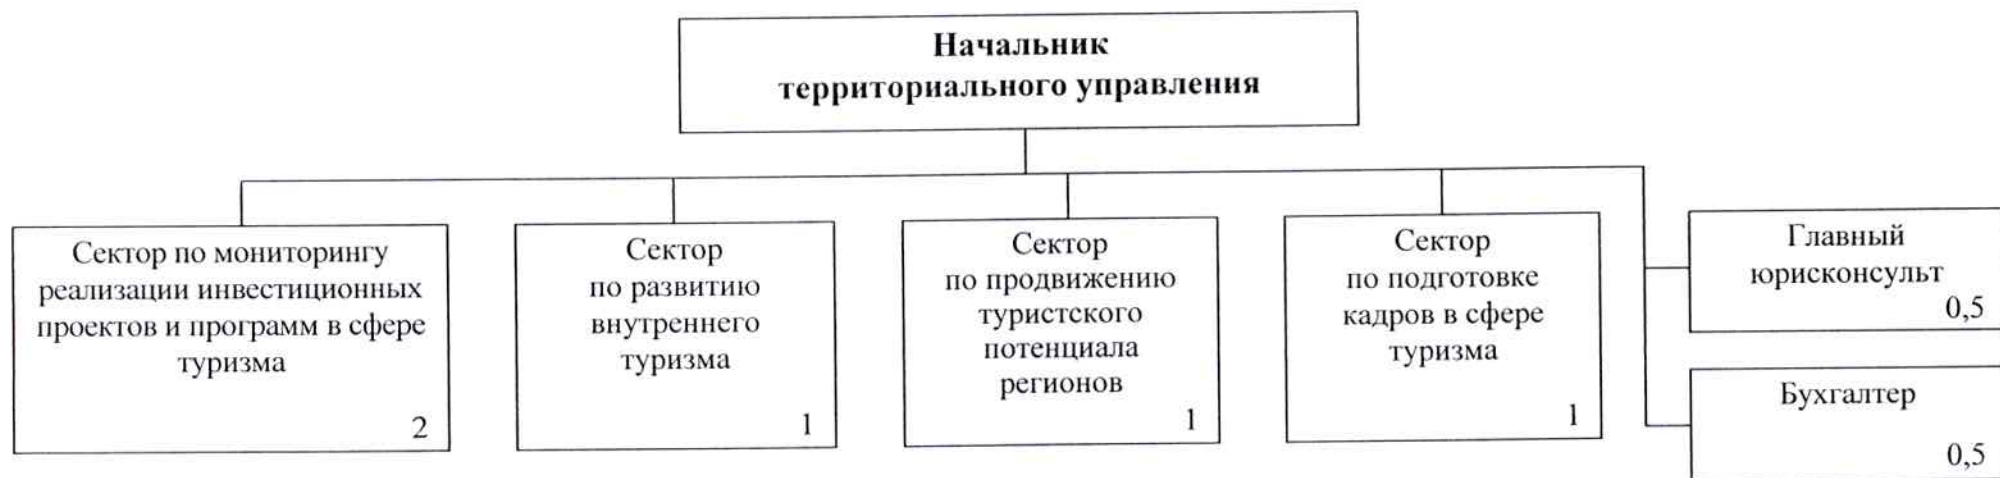 Начальник
территориального управления
Сектор по мониторингу
реализации инвестиционных
проектов и программ в сфере
туризма
2
Сектор
по развитию
внутреннего
туризма
1
Сектор
по продвижению
туристского
потенциала
регионов
1
Сектор
по подготовке
кадров в сфере
туризма
1
Главный
юрисконсульт
0,5
Бухгалтер
0,5